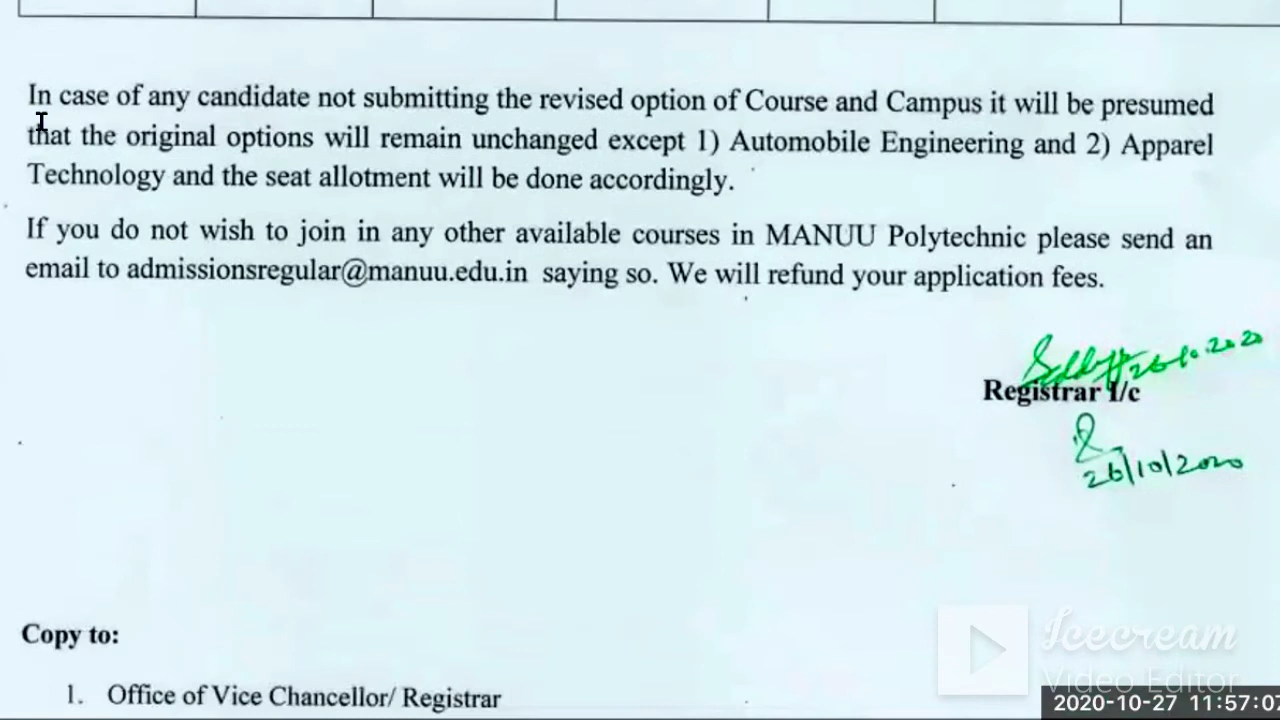 In case of any candidate not submitting the revised option of Course and Campus it will be presumed
that the original options will remain unchanged except 1) Automobile Engineering and 2) Apparel
Technology and the seat allotment will be done accordingly.
If you do not wish to join in any other available courses in MANUU Polytechnic please send an
email to admissionsregular@manuu.edu.in saying so. We will refund your application fees.
26.10.2020
Registrar I/c
26/10/2020
Copy to:
1. Office of Vice Chancellor/ Registrar
Icecream
Video Editor
2020-10-27 11:57:07